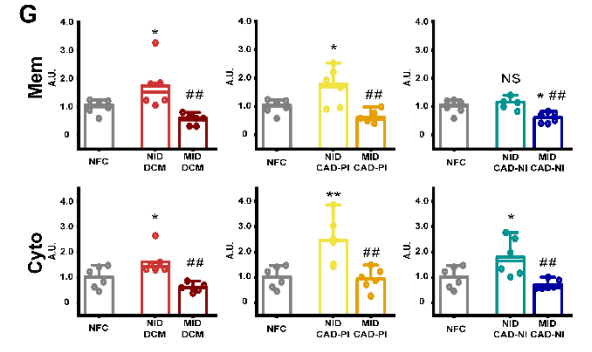 G
Mem
A.U.
4.0
3.0
2.0
1.0
0
*
##
NFC
NID
DCM
MID
DCM
A.U.
4.0
3.0
2.0
1.0
0
*
##
NFC
NID
CAD-PI
MID
CAD-PI
A.U.
4.0
3.0
2.0
1.0
0
NS
* ##
NFC
NID
CAD-NI
MID
CAD-NI
Cyto
A.U.
4.0
3.0
2.0
1.0
0
*
##
NFC
NID
DCM
MID
DCM
A.U.
4.0
3.0
2.0
1.0
0
**
##
NFC
NID
CAD-PI
MID
CAD-PI
A.U.
4.0
3.0
2.0
1.0
0
*
##
NFC
NID
CAD-NI
MID
CAD-NI